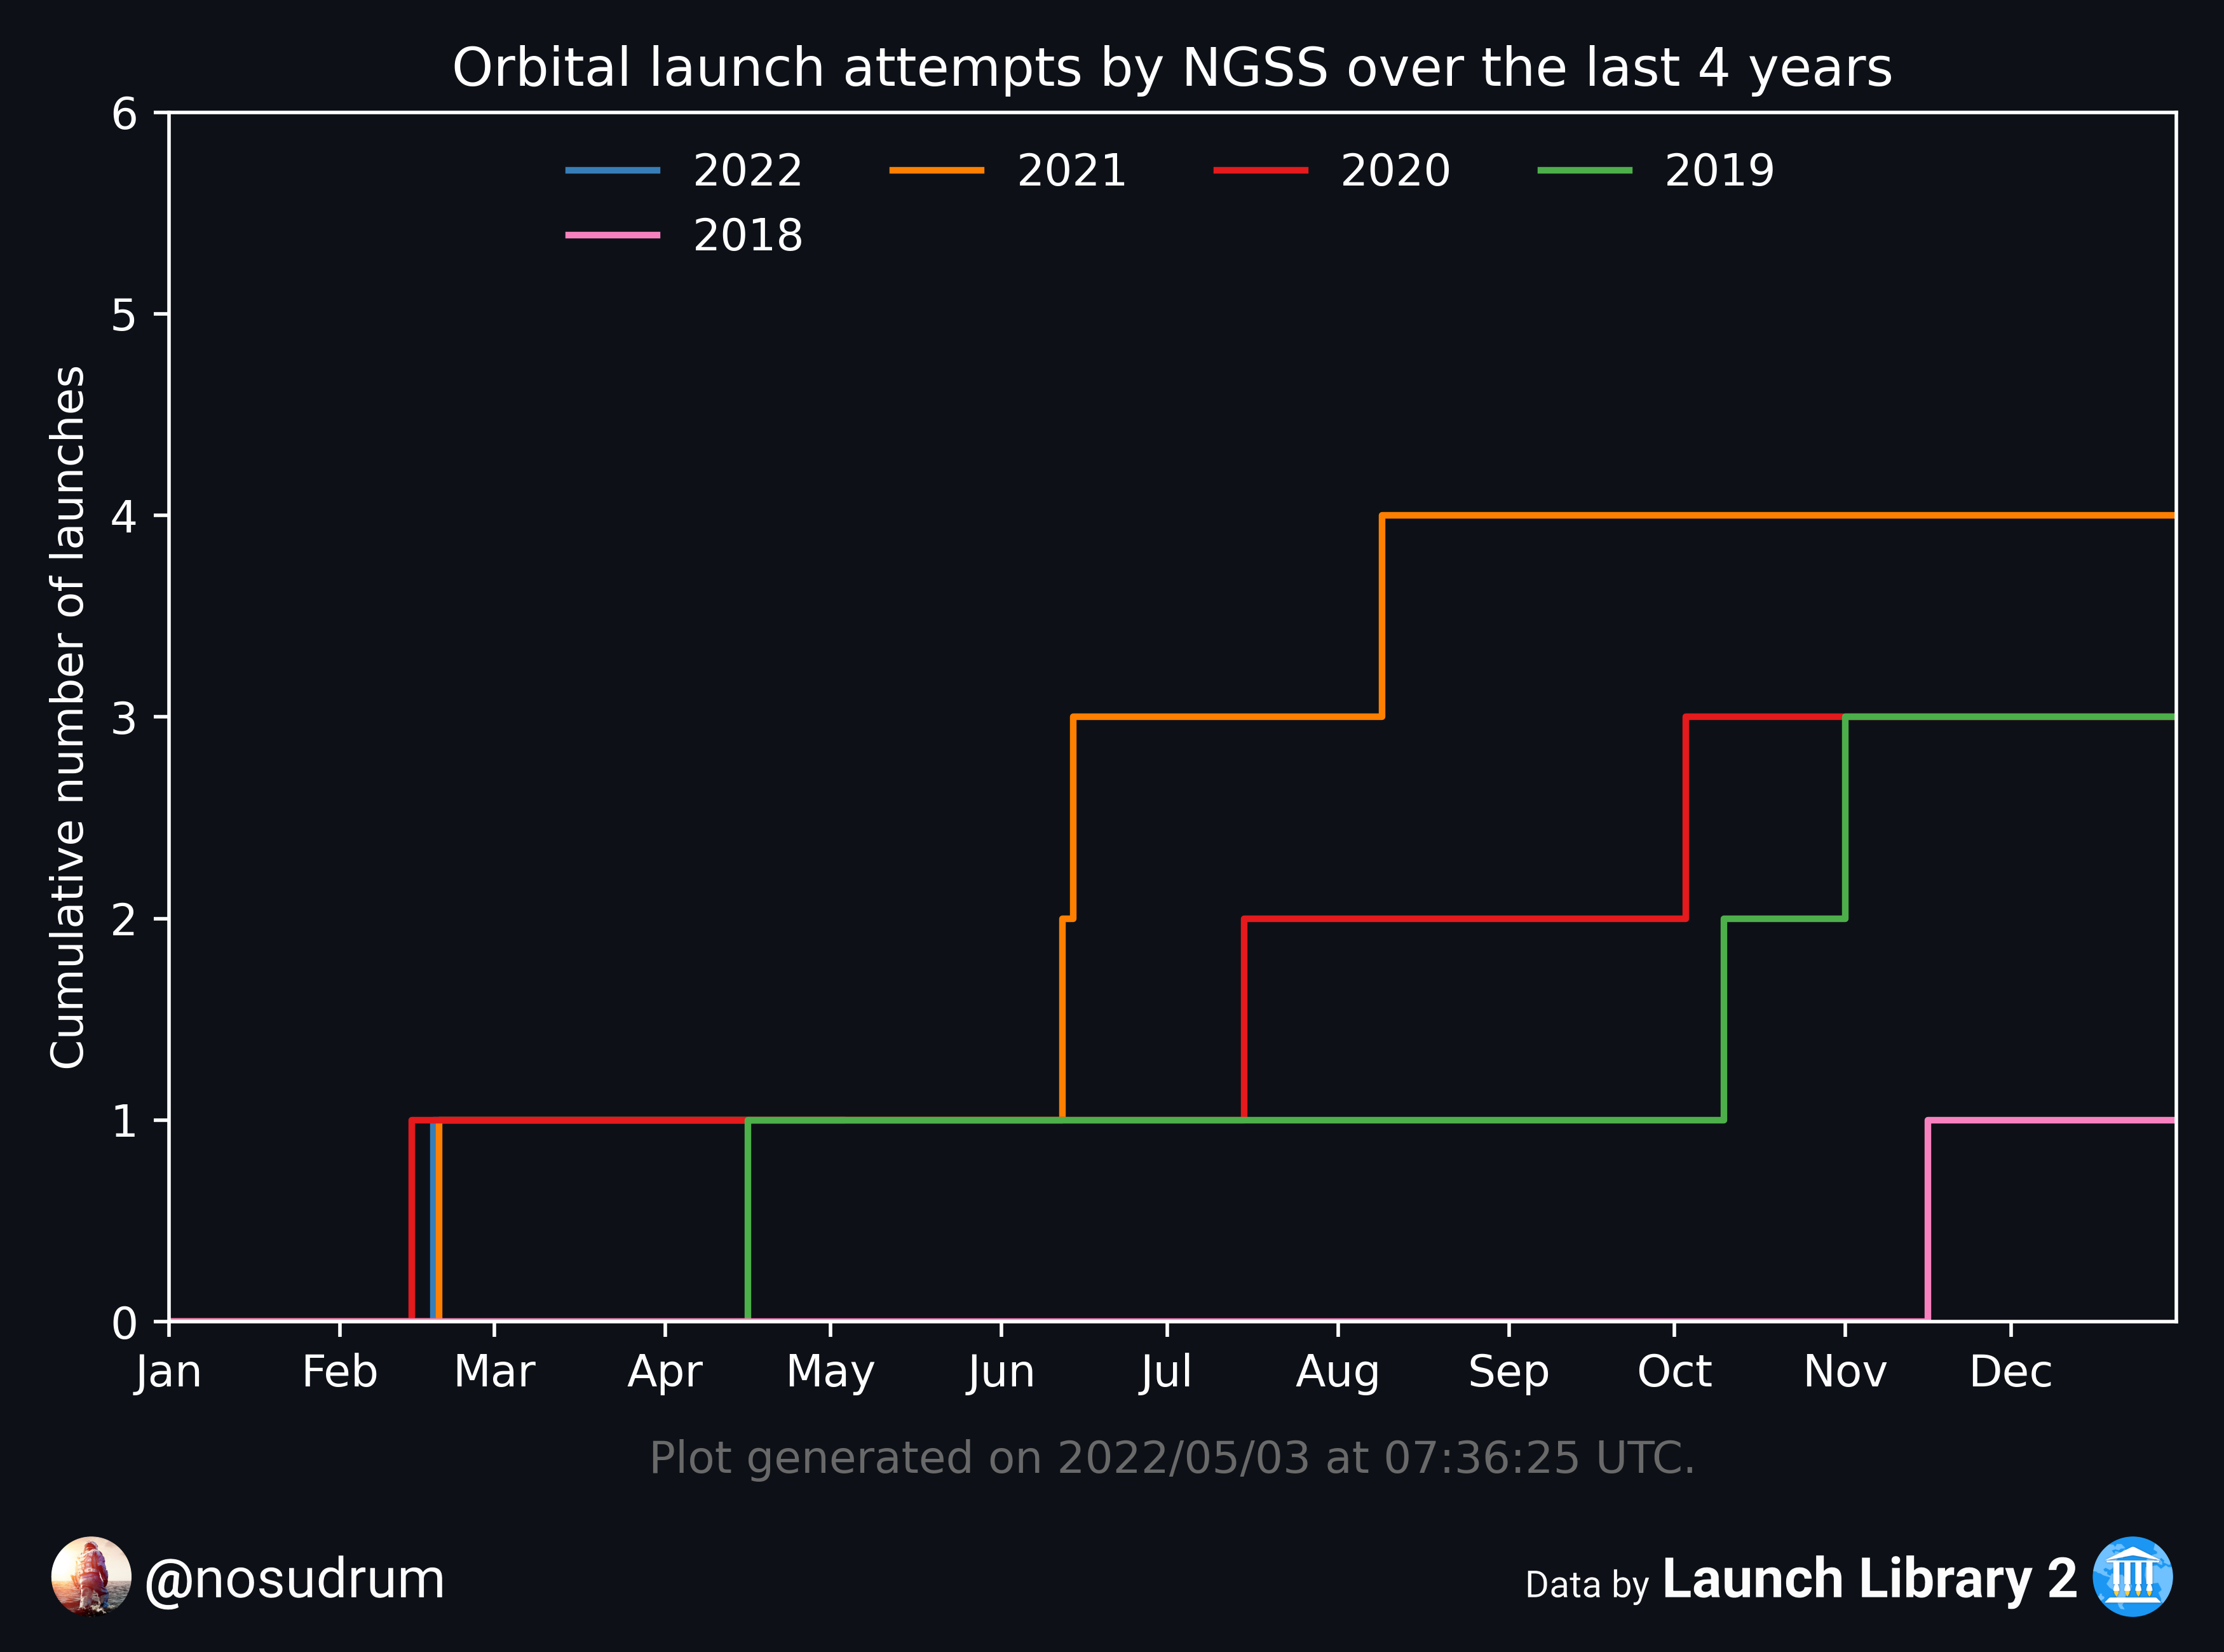 Orbital launch attempts by NGSS over the last 4 years
6
2022 2021 2020 2019
2018
5
4
3
2
1
0
Cumulative number of launches
Jan Feb Mar Apr May Jun Jul Aug Sep Oct Nov Dec
Plot generated on 2022/05/03 at 07:36:25 UTC.
@nosudrum
Data by Launch Library 2